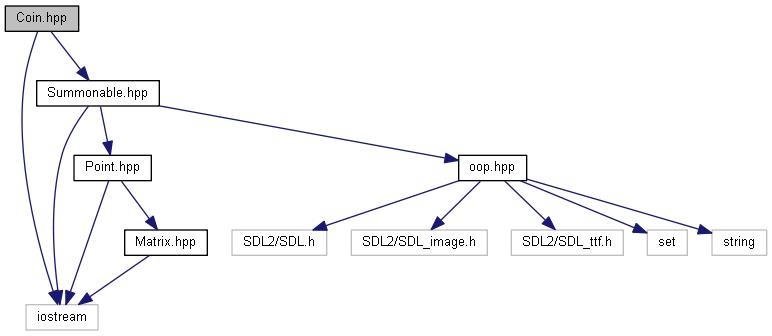 Coin.hpp
Summonable.hpp
Point.hpp
oop.hpp
Matrix.hpp
SDL2/SDL.h
SDL2/SDL_image.h
SDL2/SDL_ttf.h
set
string
iostream